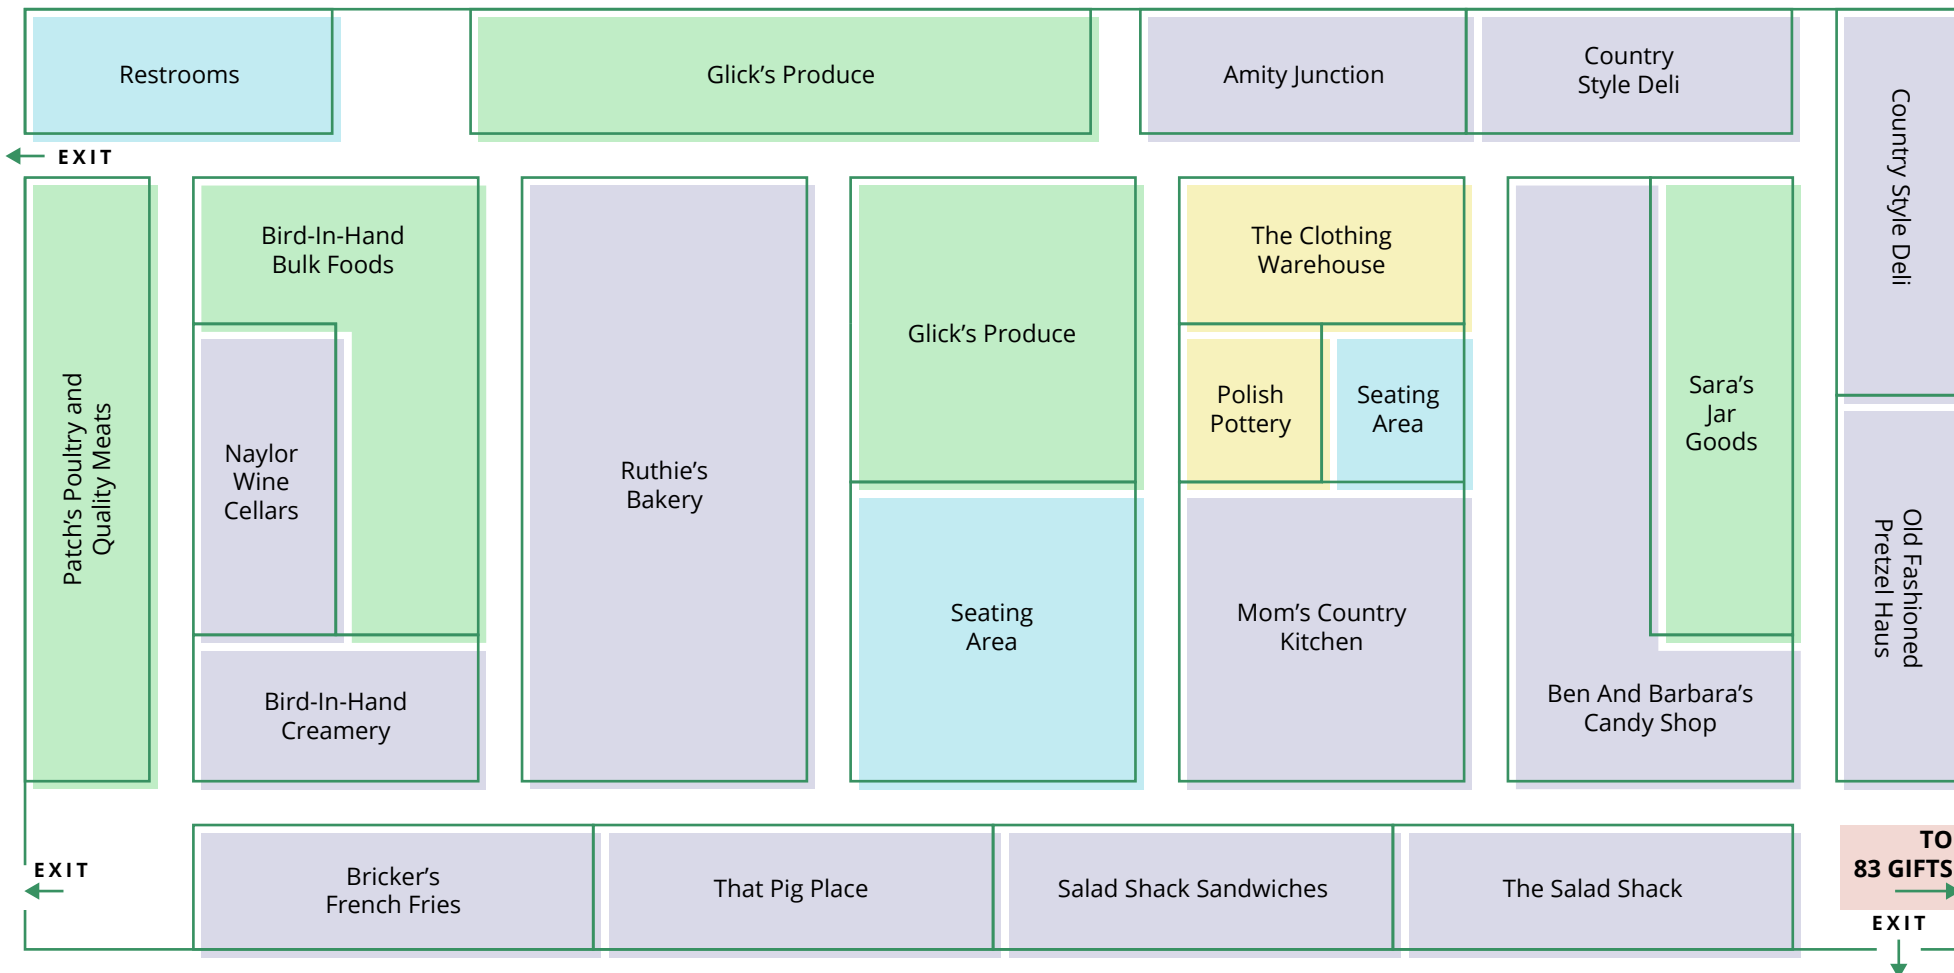 Restrooms
Glick’s Produce
Amity Junction
Country
Style Deli
Country Style Deli
EXIT
Patch’s Poultry and
Quality Meats
Bird-In-Hand
Bulk Foods
Naylor
Wine
Cellars
Bird-In-Hand
Creamery
Ruthie’s
Bakery
Glick’s Produce
Seating
Area
The Clothing
Warehouse
Polish
Pottery
Seating
Area
Mom’s Country
Kitchen
Sara’s
Jar
Goods
Ben And Barbara’s
Candy Shop
Old Fashioned
Pretzel Haus
EXIT
Bricker’s
French Fries
That Pig Place
Salad Shack Sandwiches
The Salad Shack
TO
83 GIFTS
EXIT